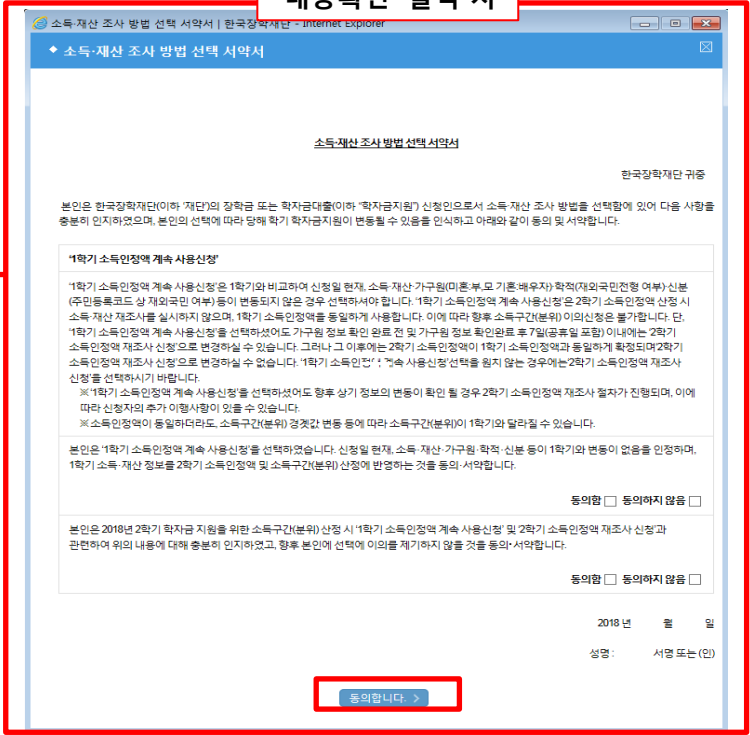 소득·재산 조사 방법 선택 서약서 | 한국장학재단 - Internet Explorer
◆ 소득·재산 조사 방법 선택 서약서
소득·재산 조사 방법 선택 서약서
한국장학재단 귀중
본인은 한국장학재단(이하 '재단')의 장학금 또는 학자금대출(이하 "학자금지원") 신청인으로서 소득·재산 조사 방법을 선택함에 있어 다음 사항을
충분히 인지하였으며, 본인의 선택에 따라 당해 학기 학자금지원이 변동될 수 있음을 인식하고 아래와 같이 동의 및 서약합니다.
'1학기 소득인정액 계속 사용신청'
'1학기 소득인정액 계속 사용신청'은 1학기와 비교하여 신청일 현재, 소득·재산·가구원(미혼:부,모 기혼:배우자)·학적(재외국민전형 여부)·신분
(주민등록코드 상 재외국민 여부) 등이 변동되지 않은 경우 선택하셔야 합니다. '1학기 소득인정액 계속 사용신청'은 2학기 소득인정액 산정 시
소득·재산 재조사를 실시하지 않으며, 1학기 소득인정액을 동일하게 사용합니다. 이에 따라 향후 소득구간(분위) 이의신청은 불가합니다. 단,
'1학기 소득인정액 계속 사용신청'을 선택하셨어도 가구원 정보 확인 완료 전 및 가구원 정보 확인완료 후 7일(공휴일 포함) 이내에는 '2학기
소득인정액 재조사 신청'으로 변경하실 수 있습니다. 그러나 그 이후에는 2학기 소득인정액이 1학기 소득인정액과 동일하게 확정되며'2학기
소득인정액 재조사 신청'으로 변경하실 수 없습니다. '1학기 소득인정액 계속 사용신청'선택을 원지 않는 경우에는'2학기 소득인정액 재조사
신청'을 선택하시기 바랍니다.
※ '1학기 소득인정액 계속 사용신청'을 선택하셨어도 향후 상기 정보의 변동이 확인 될 경우 2학기 소득인정액 재조사 절차가 진행되며, 이에
따라 신청자의 추가 이행사항이 있을 수 있습니다.
※ 소득인정액이 동일하더라도, 소득구간(분위) 경곗값 변동 등에 따라 소득구간(분위)이 1학기와 달라질 수 있습니다.
본인은 '1학기 소득인정액 계속 사용신청'을 선택하였습니다. 신청일 현재, 소득·재산·가구원·학적·신분 등이 1학기와 변동이 없음을 인정하며,
1학기 소득·재산 정보를 2학기 소득인정액 및 소득구간(분위) 산정에 반영하는 것을 동의·서약합니다.
동의함 □ 동의하지 않음 □
본인은 2018년 2학기 학자금 지원을 위한 소득구간(분위) 산정 시 '1학기 소득인정액 계속 사용신청' 및 '2학기 소득인정액 재조사 신청'과
관련하여 위의 내용에 대해 충분히 인지하였고, 향후 본인에 선택에 이의를 제기하지 않을 것을 동의·서약합니다.
동의함 □ 동의하지 않음 □
2018 년 월 일
성명 : 서명 또는 (인)
동의합니다. >